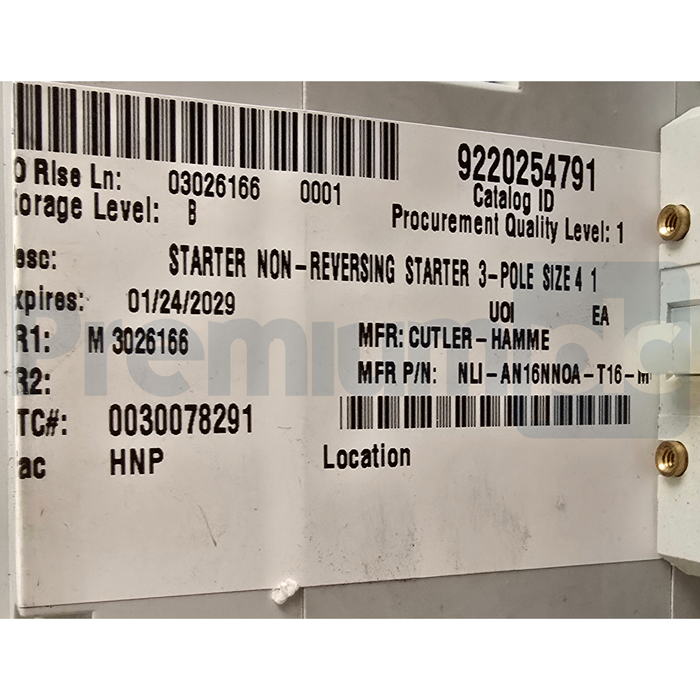 O Rlse Ln: 03026166 0001
9220254791
Catalog ID
orage Level: B
Procurement Quality Level: 1
esc: STARTER NON-REVERSING STARTER 3-POLE SIZE 4 1
xpires: 01/24/2029
UOI EA
R1: M 3026166
MFR: CUTLER-HAMME
R2:
MFR P/N: NLI-AN16NNOA-T16-M
TC#: 0030078291
ac HNP
Location
Premium